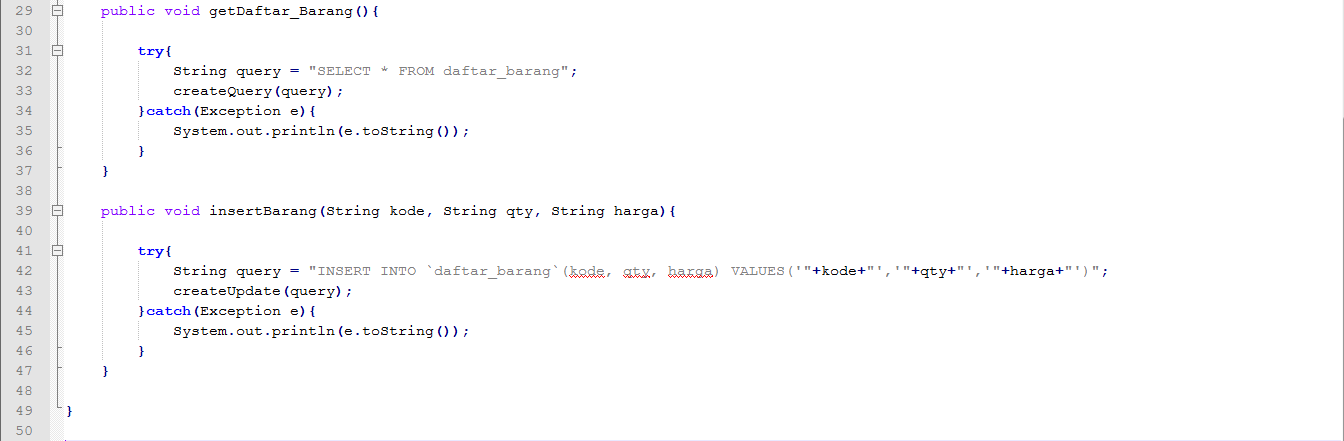 29 public void getDaftar_Barang(){
30
31 try{
32 String query = "SELECT * FROM daftar_barang";
33 createQuery(query);
34 }catch(Exception e){
35 System.out.println(e.toString());
36 }
37 }
38
39 public void insertBarang(String kode, String qty, String harga){
40
41 try{
42 String query = "INSERT INTO `daftar_barang`(kode, qty, harga) VALUES('"+kode+"','"+qty+"','"+harga+"')";
43 createUpdate(query);
44 }catch(Exception e){
45 System.out.println(e.toString());
46 }
47 }
48
49 }
50